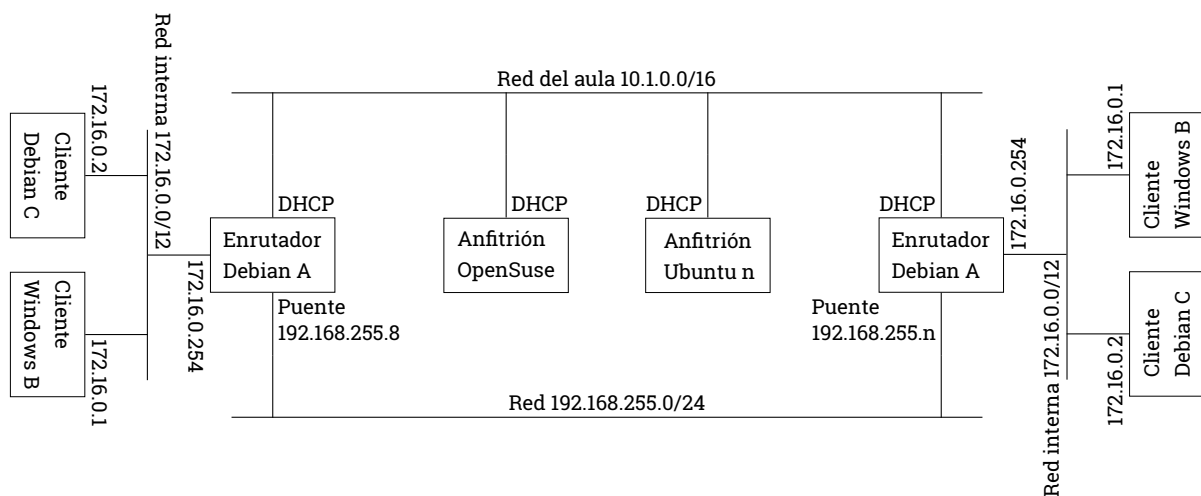 Red del aula 10.1.0.0/16
Red interna 172.16.0.0/12
172.16.0.2
Cliente
Debian C
Cliente
Windows B
172.16.0.1
172.16.0.254
DHCP
Enrutador
Debian A
Puente
192.168.255.8
DHCP
Anfitrión
OpenSuse
DHCP
Anfitrión
Ubuntu n
DHCP
Enrutador
Debian A
Puente
192.168.255.n
172.16.0.254
Red interna 172.16.0.0/12
172.16.0.1
Cliente
Windows B
172.16.0.2
Cliente
Debian C
Red 192.168.255.0/24